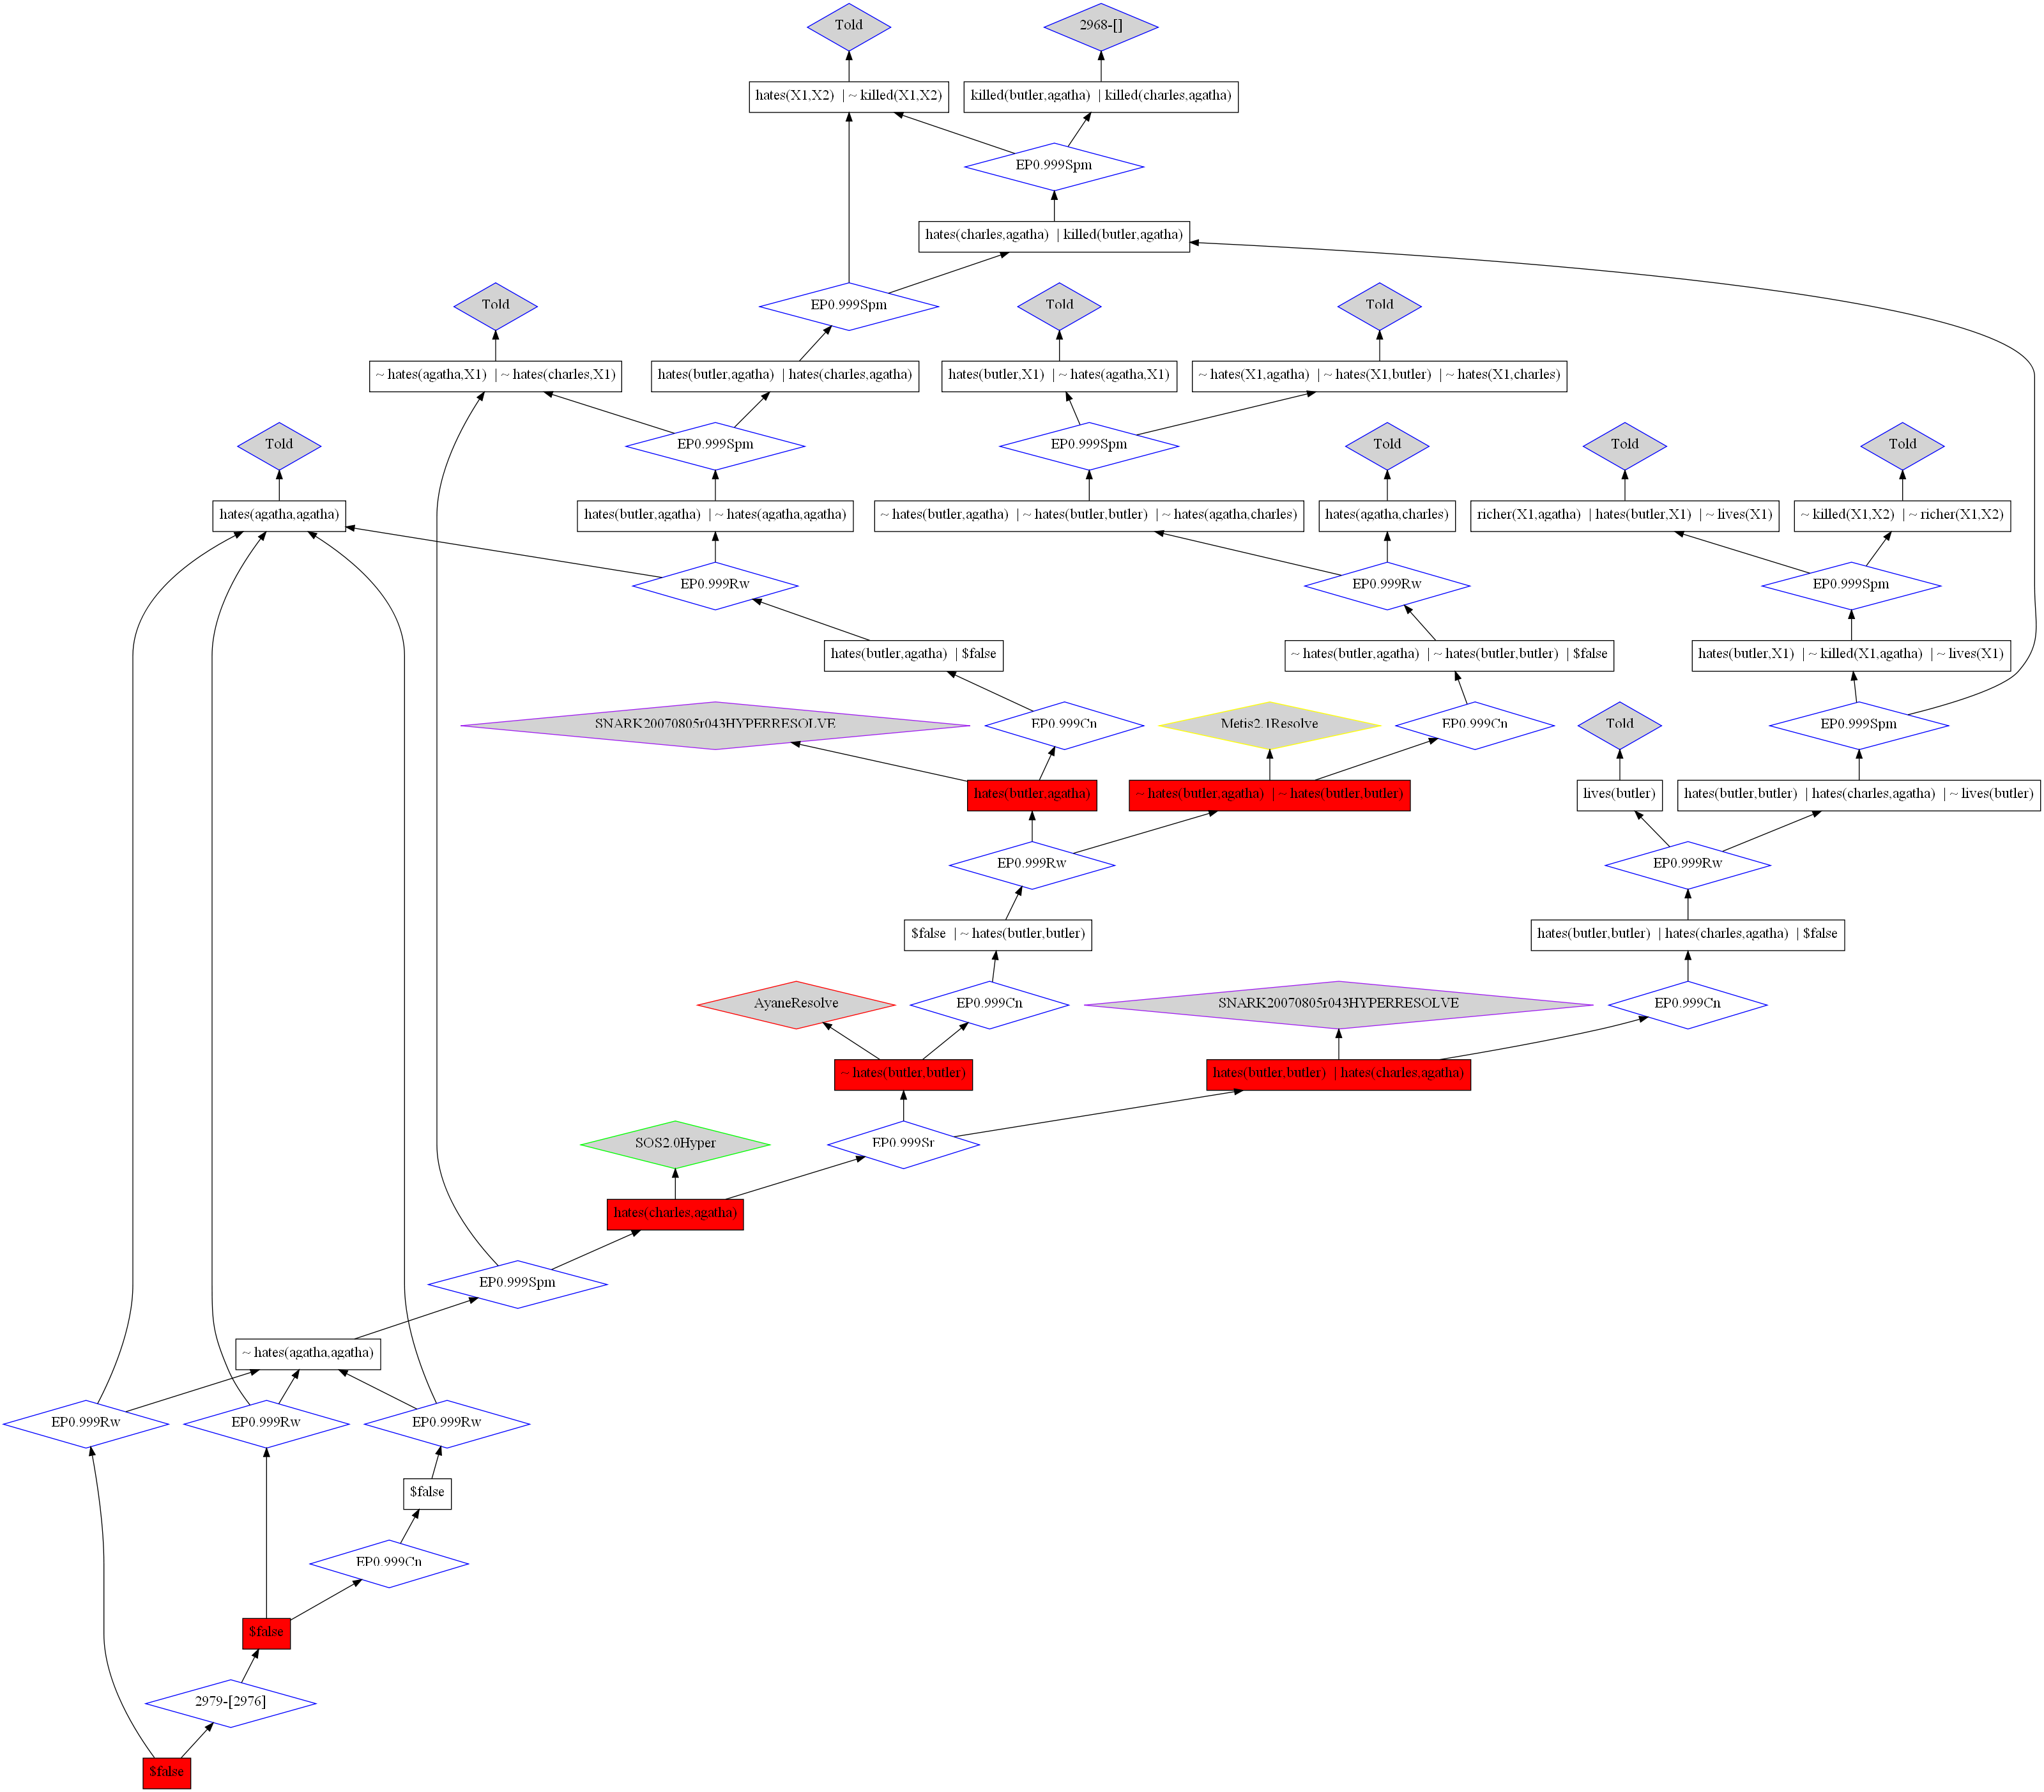 Told
2968-[]
hates(X1,X2) | ~ killed(X1,X2)
killed(butler,agatha) | killed(charles,agatha)
EP0.999Spm
hates(charles,agatha) | killed(butler,agatha)
Told
EP0.999Spm
Told
Told
~ hates(agatha,X1) | ~ hates(charles,X1)
hates(butler,agatha) | hates(charles,agatha)
hates(butler,X1) | ~ hates(agatha,X1)
~ hates(X1,agatha) | ~ hates(X1,butler) | ~ hates(X1,charles)
Told
EP0.999Spm
EP0.999Spm
Told
Told
Told
hates(agatha,agatha)
hates(butler,agatha) | ~ hates(agatha,agatha)
~ hates(butler,agatha) | ~ hates(butler,butler) | ~ hates(agatha,charles)
hates(agatha,charles)
richer(X1,agatha) | hates(butler,X1) | ~ lives(X1)
~ killed(X1,X2) | ~ richer(X1,X2)
EP0.999Rw
EP0.999Rw
EP0.999Spm
hates(butler,agatha) | $false
~ hates(butler,agatha) | ~ hates(butler,butler) | $false
hates(butler,X1) | ~ killed(X1,agatha) | ~ lives(X1)
SNARK20070805r043HYPERRESOLVE
EP0.999Cn
Metis2.1Resolve
EP0.999Cn
Told
EP0.999Spm
hates(butler,agatha)
~ hates(butler,agatha) | ~ hates(butler,butler)
lives(butler)
hates(butler,butler) | hates(charles,agatha) | ~ lives(butler)
EP0.999Rw
EP0.999Rw
$false | ~ hates(butler,butler)
hates(butler,butler) | hates(charles,agatha) | $false
AyaneResolve
EP0.999Cn
SNARK20070805r043HYPERRESOLVE
EP0.999Cn
~ hates(butler,butler)
hates(butler,butler) | hates(charles,agatha)
SOS2.0Hyper
EP0.999Sr
hates(charles,agatha)
EP0.999Spm
~ hates(agatha,agatha)
EP0.999Rw
EP0.999Rw
EP0.999Rw
$false
EP0.999Cn
$false
2979-[2976]
$false